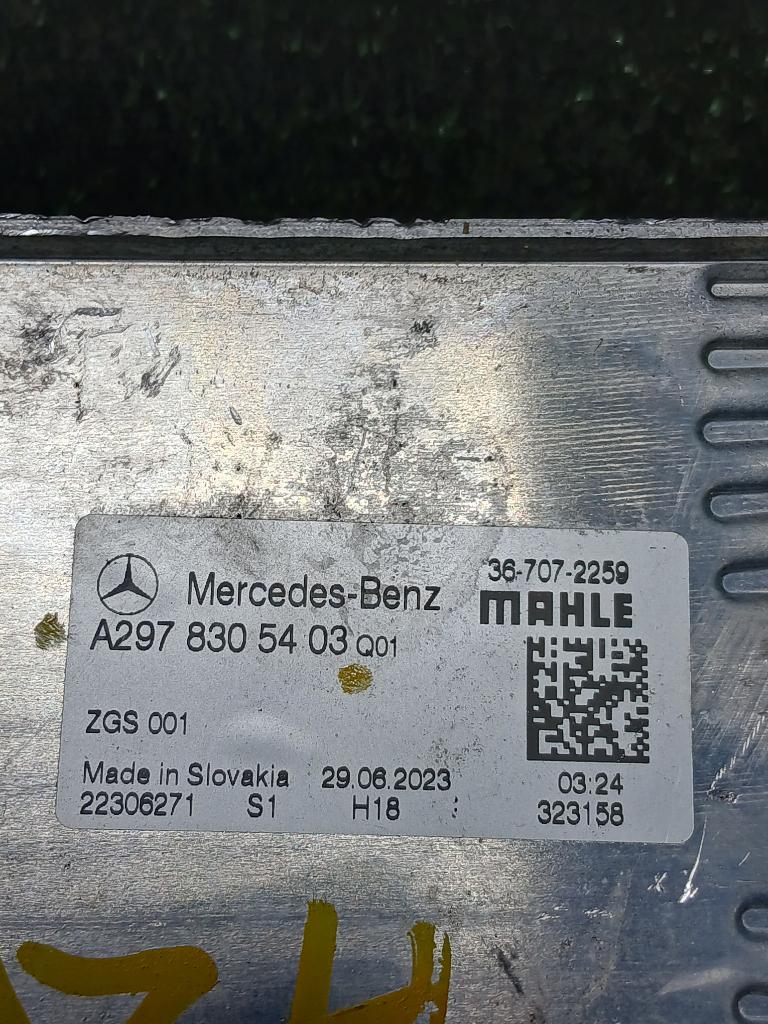 36-707-2259
Mercedes-Benz MAHLE
A297 830 54 03 Q01
ZGS 001
Made in Slovakia 29.06.2023 03:24
22306271 S1 H18 : 323158